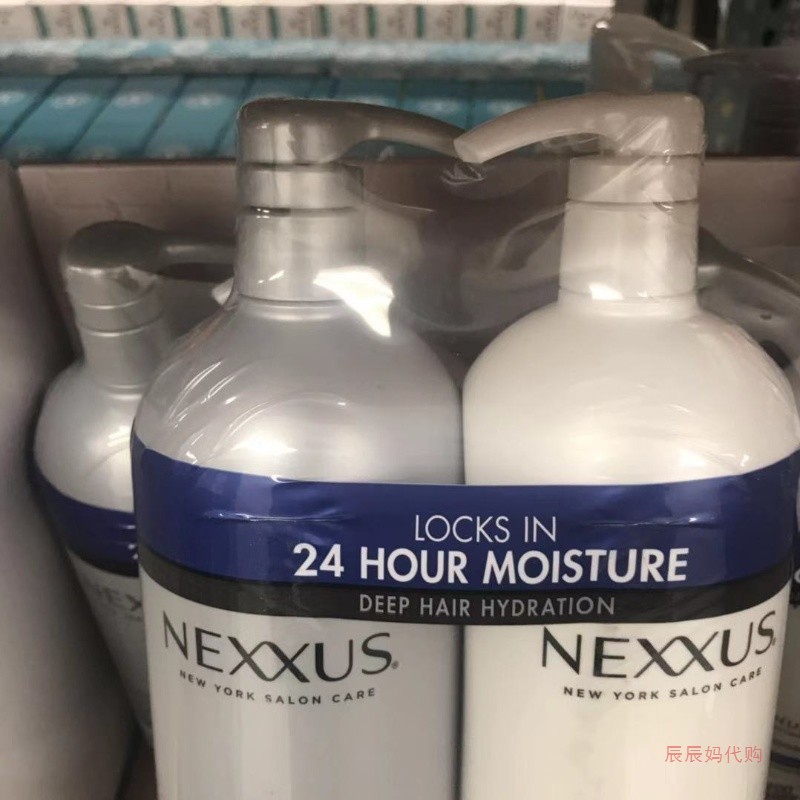 LOCKS IN
24 HOUR MOISTURE
DEEP HAIR HYDRATION
NEXXUS®
NEW YORK SALON CARE
NEXXUS
NEW YORK SALON CARE
辰辰妈代购